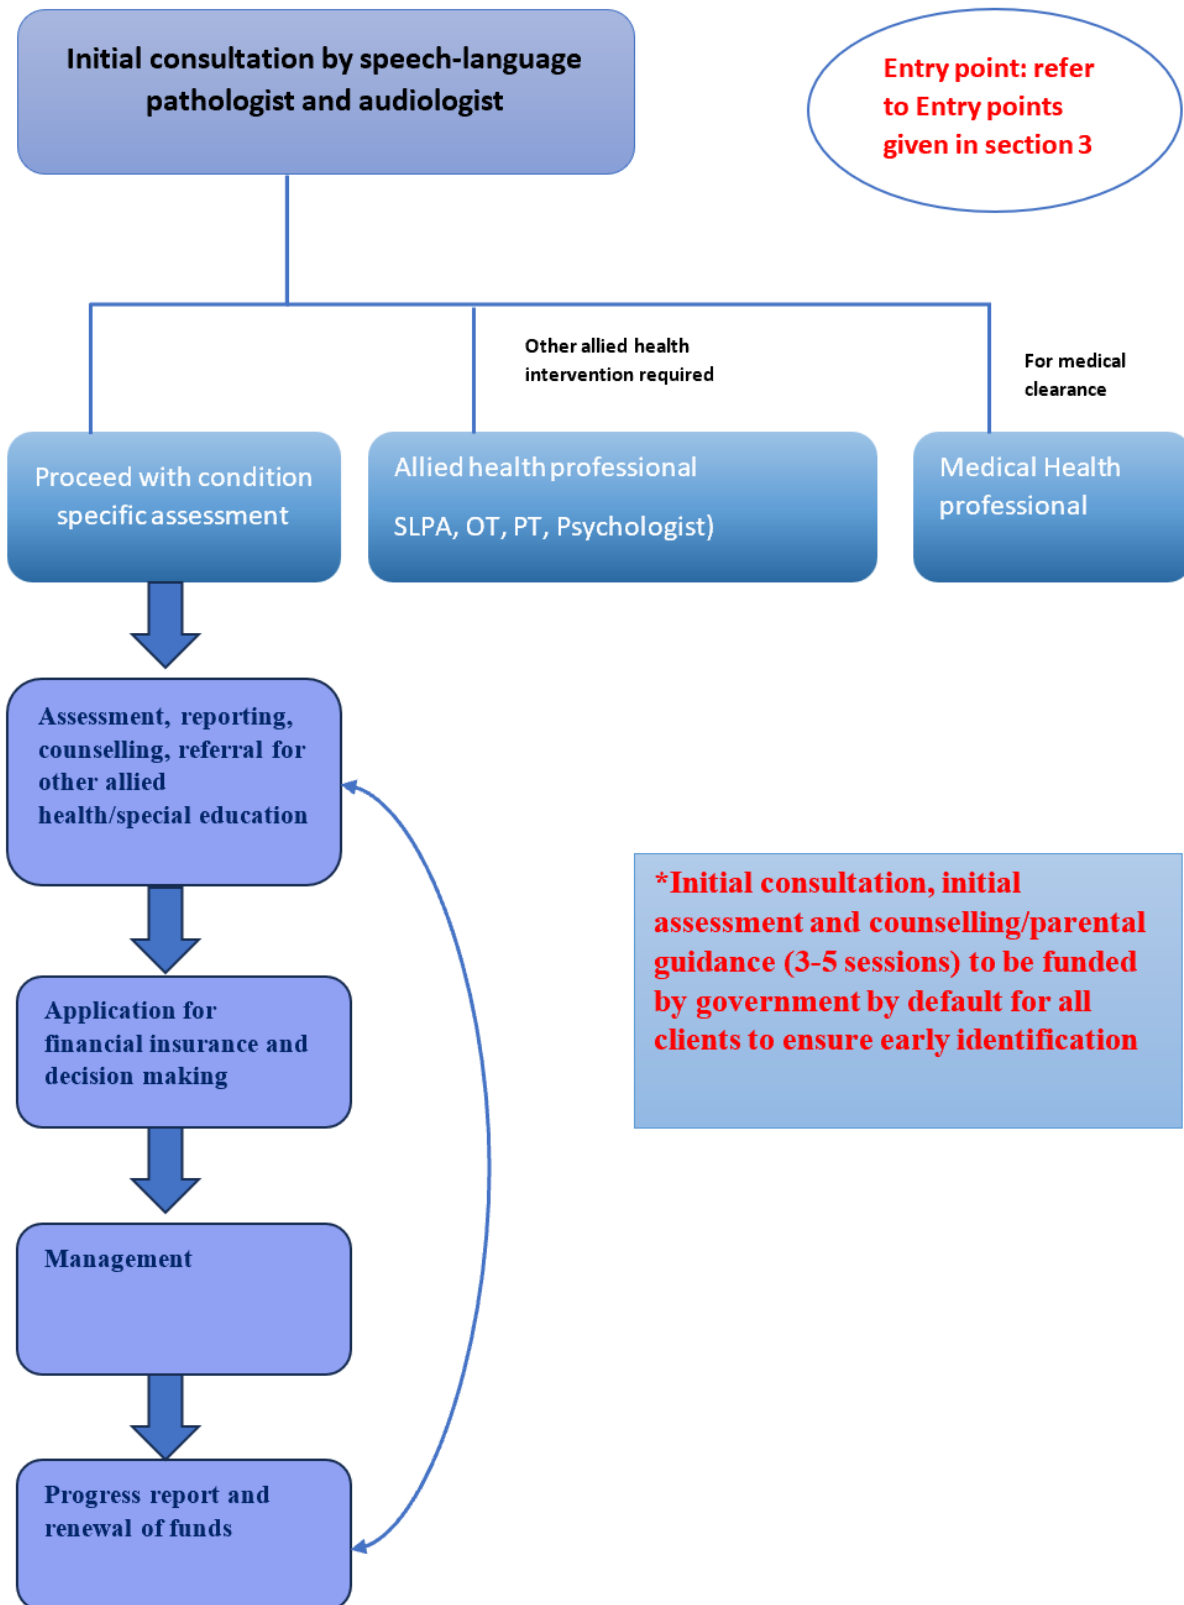 Initial consultation by speech-language
pathologist and audiologist
Entry point: refer
to Entry points
given in section 3
Other allied health
intervention required
For medical
clearance
Proceed with condition
specific assessment
Allied health professional
SLPA, OT, PT, Psychologist)
Medical Health
professional
Assessment, reporting,
counselling, referral for
other allied
health/special education
*Initial consultation, initial
assessment and counselling/parental
guidance (3-5 sessions) to be funded
by government by default for all
clients to ensure early identification
Application for
financial insurance and
decision making
Management
Progress report and
renewal of funds